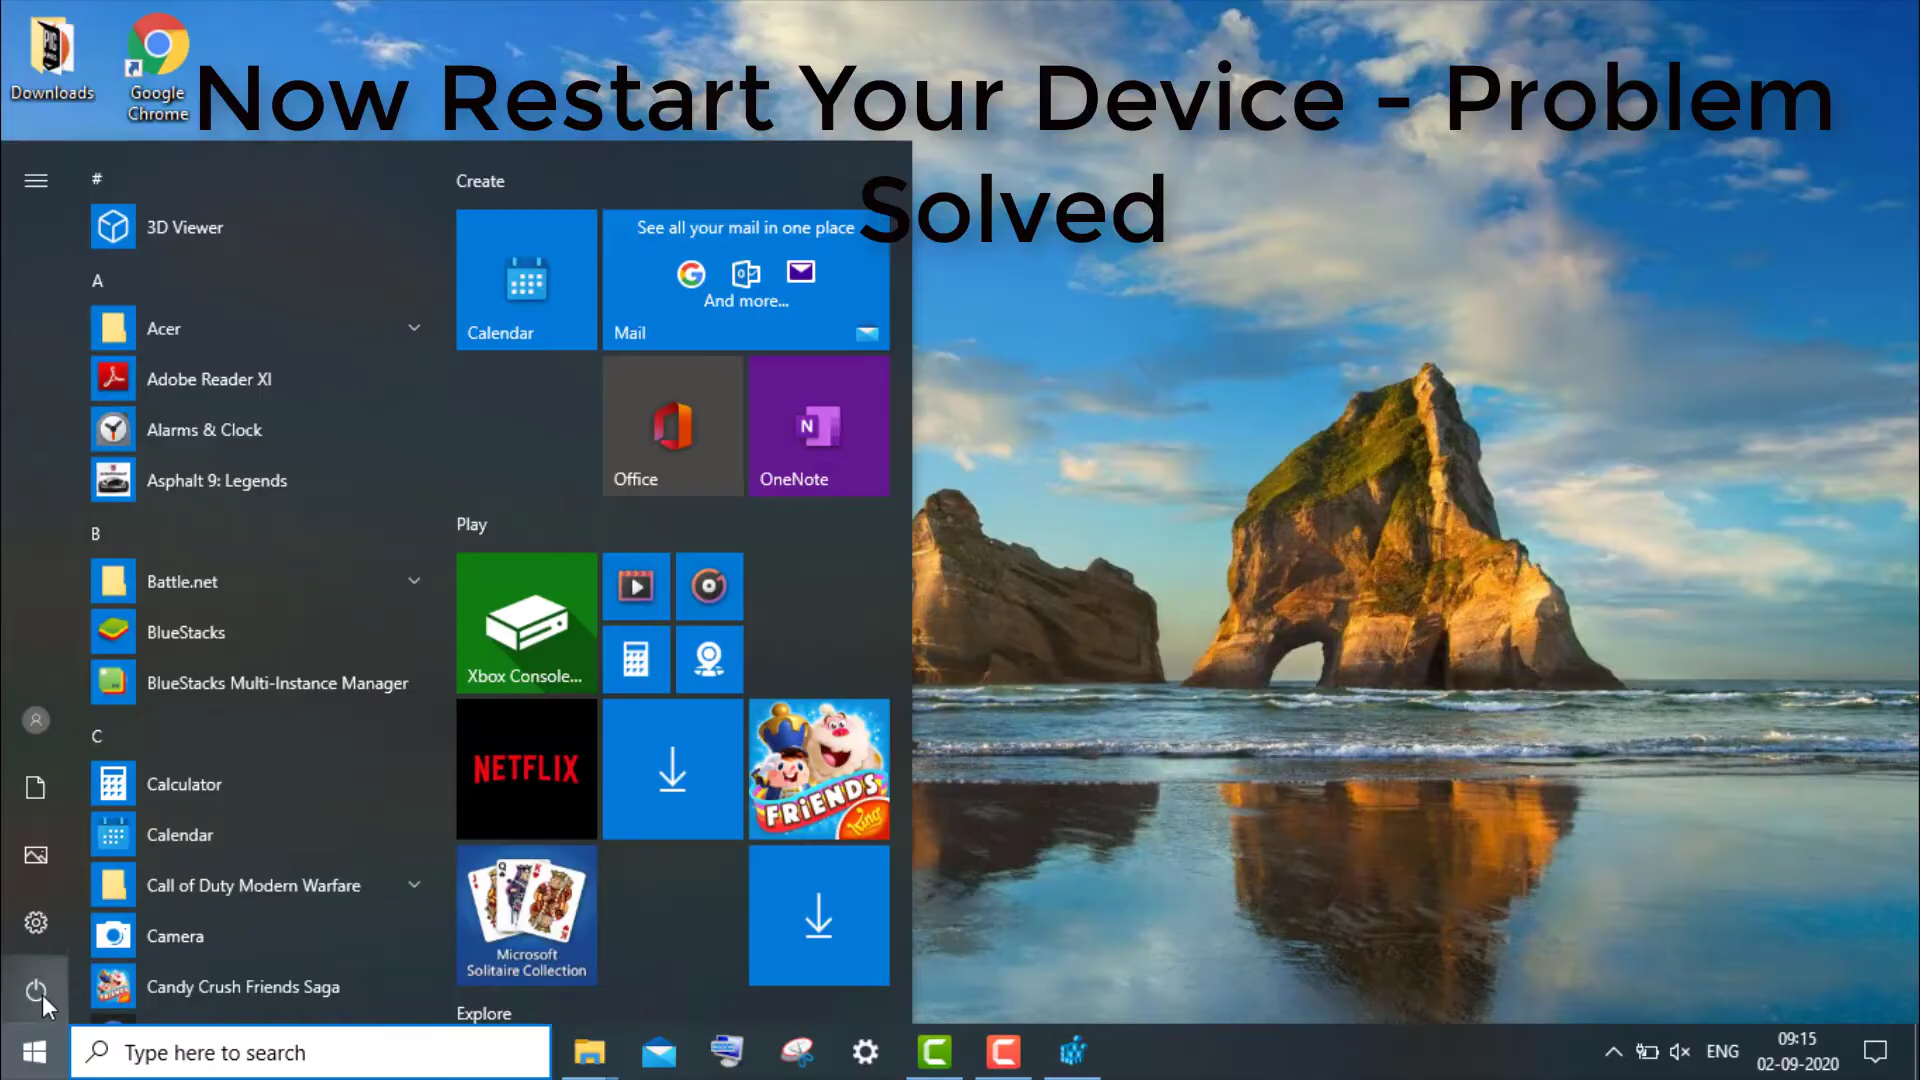 Downloads
Google
Chrome
Now Restart Your Device - Problem
Solved
#
3D Viewer
A
Acer
Adobe Reader XI
Alarms & Clock
Asphalt 9: Legends
B
Battle.net
BlueStacks
BlueStacks Multi-Instance Manager
C
Calculator
Calendar
Call of Duty Modern Warfare
Camera
Candy Crush Friends Saga
Create
Calendar
See all your mail in one place
And more...
Mail
Office
OneNote
Play
Xbox Console...
NETFLIX
FRIENDS
King
Microsoft
Solitaire Collection
Explore
Type here to search
ENG
09:15
02-09-2020